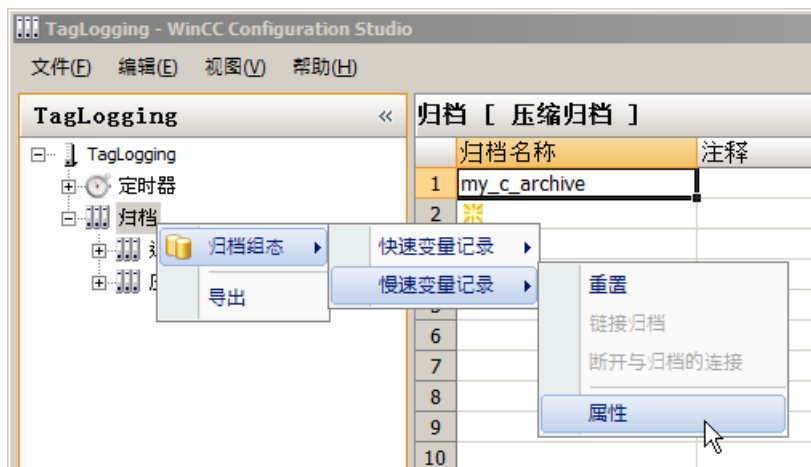 TagLogging - WinCC Configuration Studio
文件(F) 编辑(E) 视图(V) 帮助(H)
TagLogging «
归档 [ 压缩归档 ]
TagLogging
定时器
归档
归档名称 注释
1 my_c_archive
2
归档组态 快速变量记录
导出 慢速变量记录
重置
链接归档
断开与归档的连接
属性
6
7
8
9
10